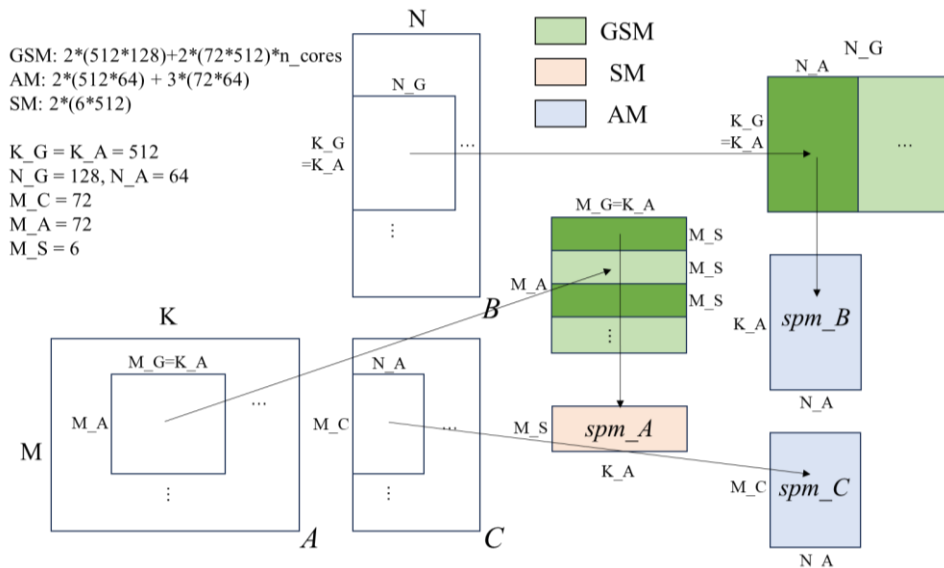 GSM: 2*(512*128)+2*(72*512)*n_cores
AM: 2*(512*64) + 3*(72*64)
SM: 2*(6*512)
K_G = K_A = 512
N_G = 128, N_A = 64
M_C = 72
M_A = 72
M_S = 6
N
N_G
K_G
=K_A
...
⋮
B
GSM
SM
AM
N_G
N_A
K_G
=K_A
...
M_G=K_A
M_S
M_S
M_A
M_S
⋮
spm_B
K_A
N_A
K
M_G=K_A
...
M_A
M
⋮
A
N_A
M_C
...
⋮
C
M_S
spm_A
K_A
M_C
spm_C
N_A